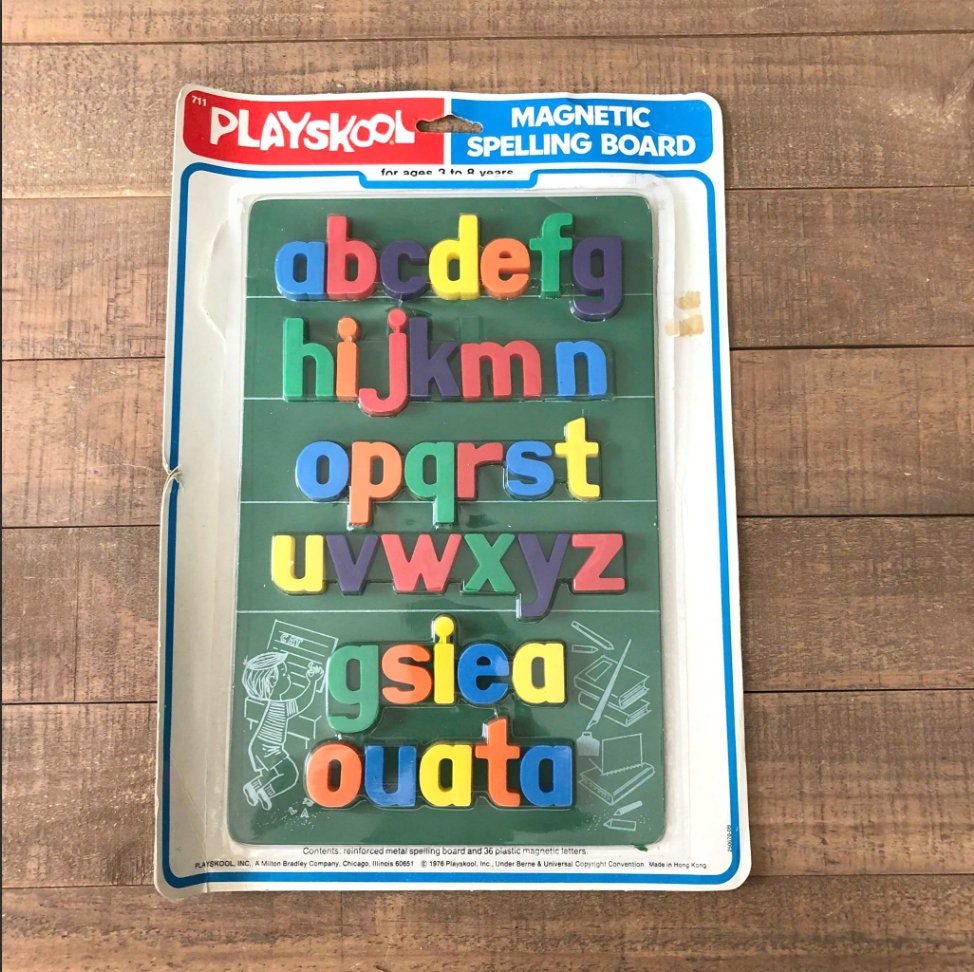 711
PLAYSKOOL
MAGNETIC
SPELLING BOARD
for ages 3 to 8 years
abcdefg
hijkmn
opqrst
uvwxyz
CAT
gsiea
ouata
A
Contents: reinforced metal spelling board and 36 plastic magnetic letters.
PLAYSKOOL, INC., A Milton Bradley Company, Chicago, Illinois 60651 © 1976 Playskool, Inc., Under Berne & Universal Copyright Convention Made in Hong Kong